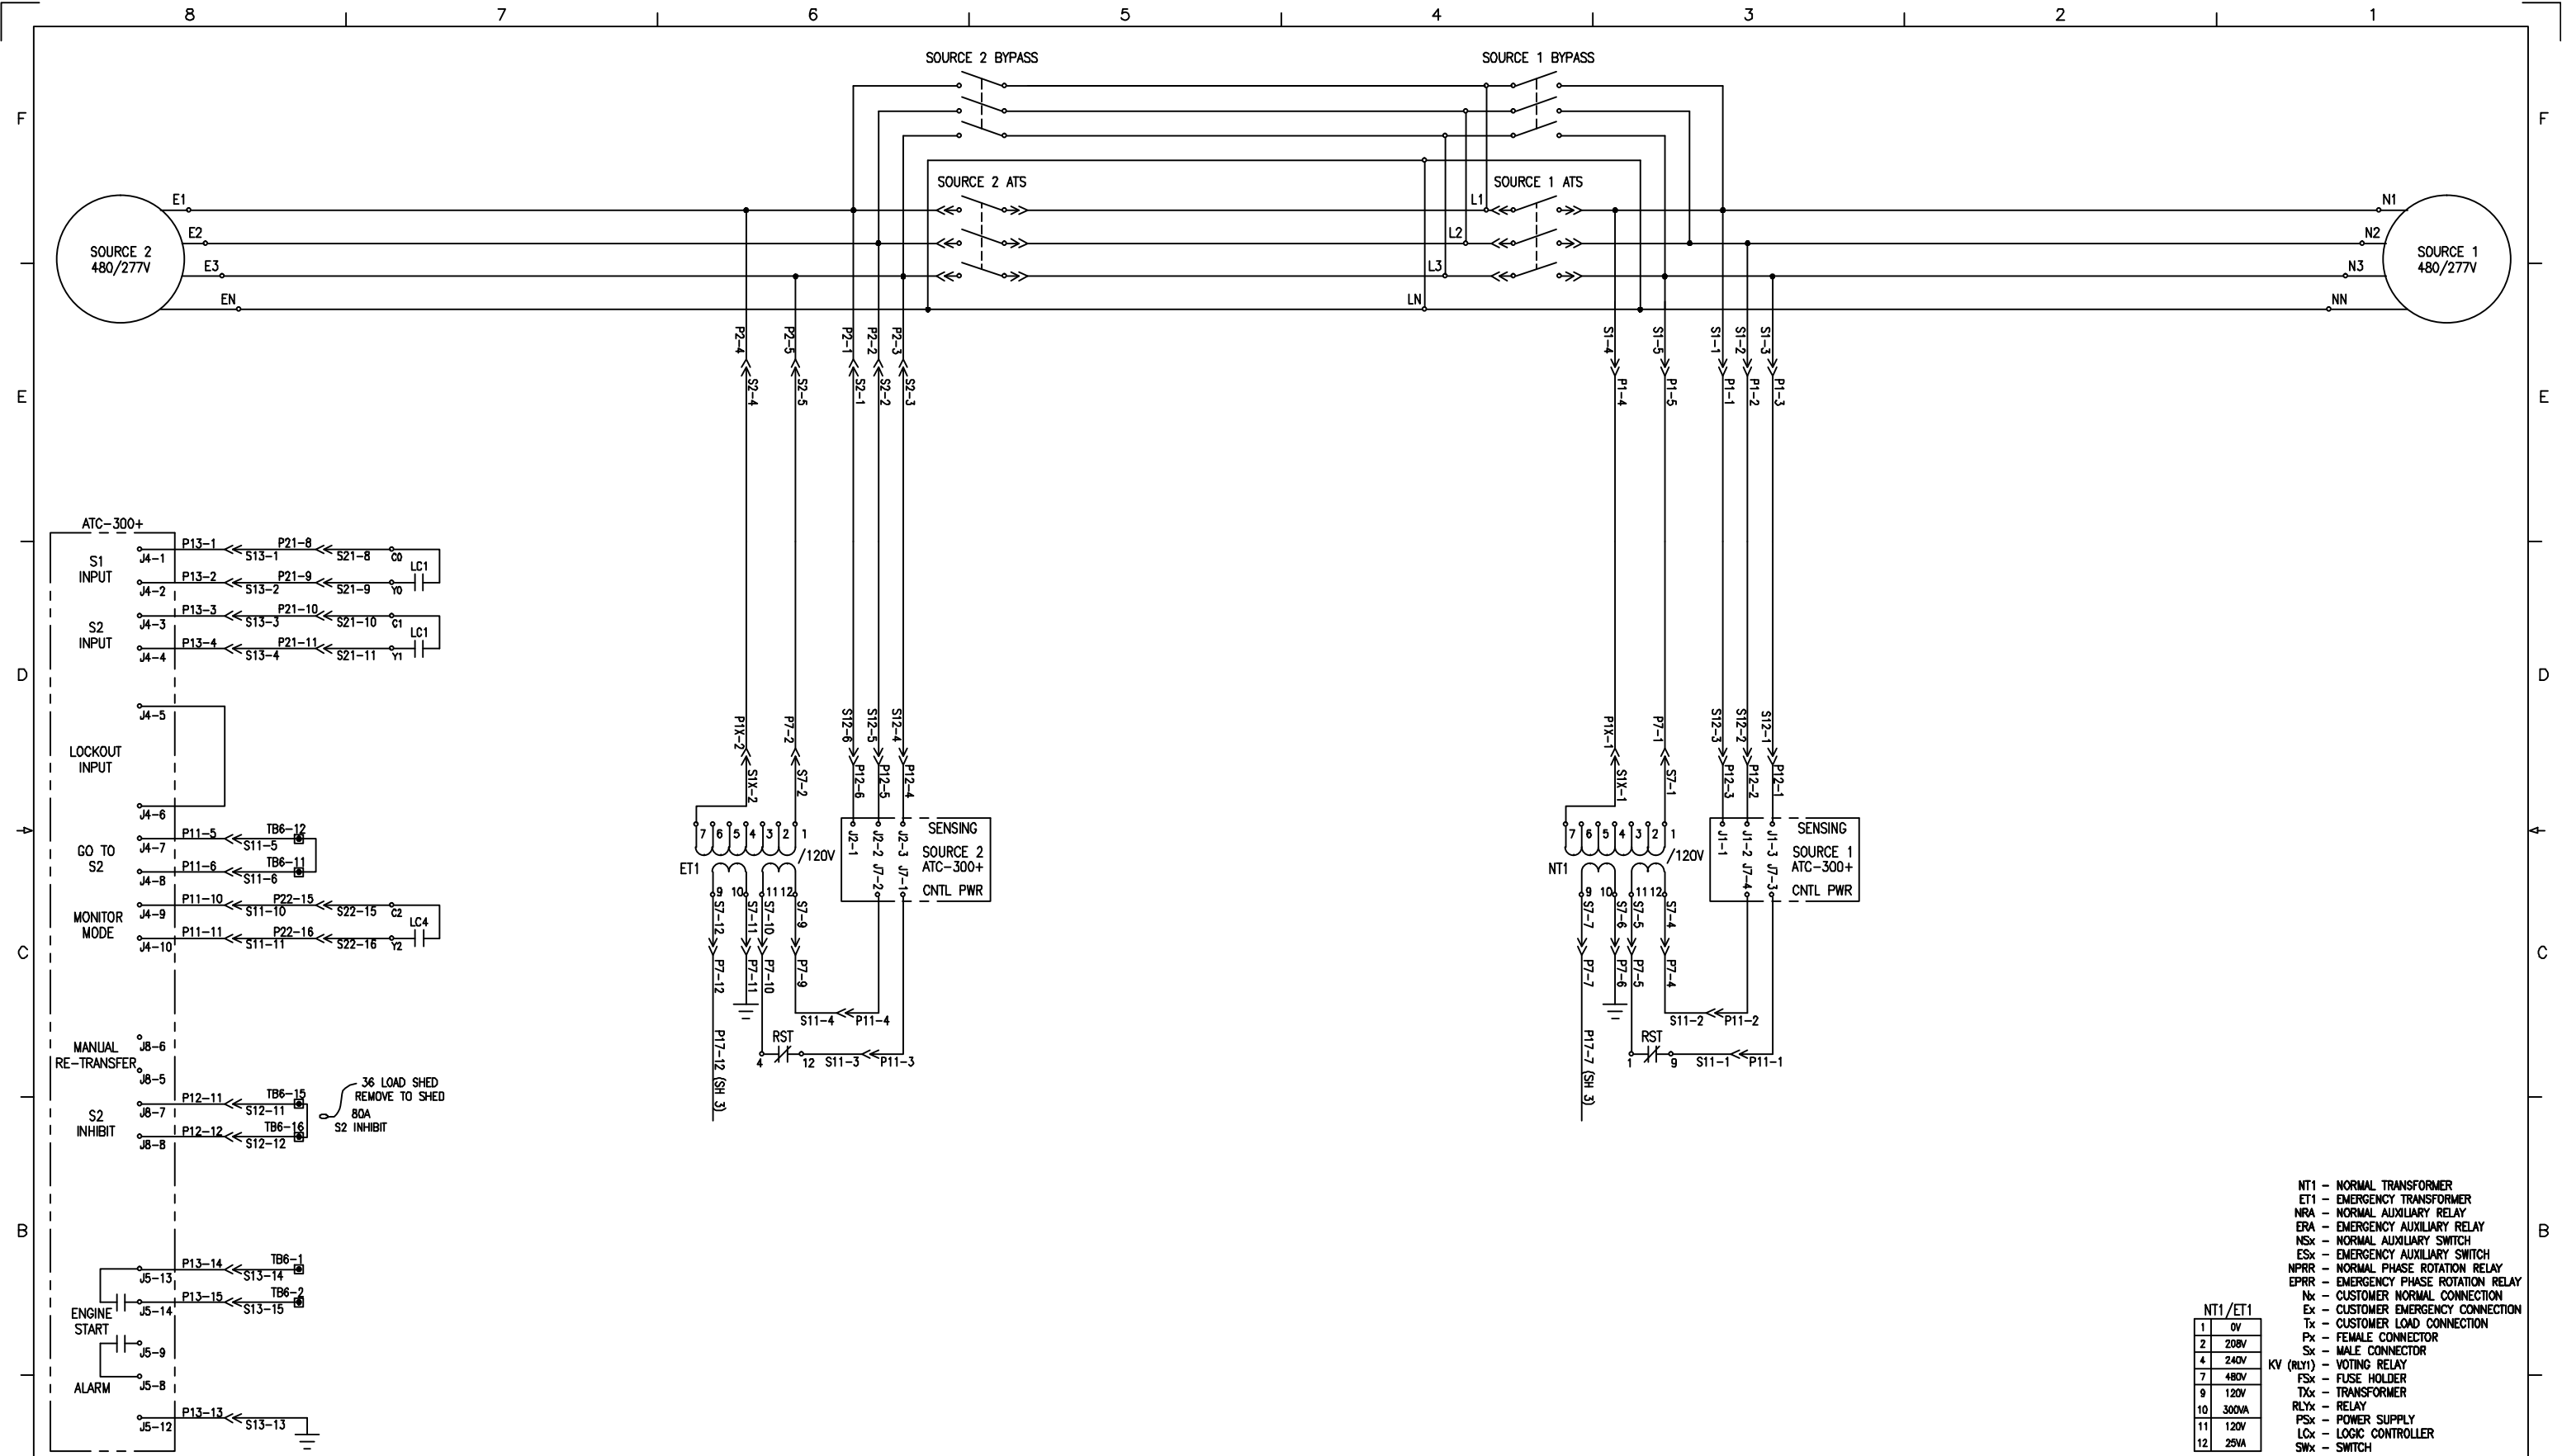 8 7 6 5 4 3 2 1
SOURCE 2 BYPASS SOURCE 1 BYPASS
F F
SOURCE 2 ATS SOURCE 1 ATS
E1 L1 N1
E2 L2 N2
SOURCE 2
480/277V
SOURCE 1
480/277V
E3 L3 N3
EN LN NN
P2-4 P2-5 P2-1 P2-2 P2-3 S1-4 S1-5 S1-1 S1-2 S1-3
S2-4 S2-5 S2-1 S2-2 S2-3 P1-4 P1-5 P1-1 P1-2 P1-3
E E
ATC-300+
S1
INPUT
J4-1 P13-1 S13-1 P21-8 S21-8 C0
LC1
J4-2 P13-2 S13-2 P21-9 S21-9 Y0
S2
INPUT
J4-3 P13-3 S13-3 P21-10 S21-10 C1
LC1
J4-4 P13-4 S13-4 P21-11 S21-11 Y1
D D
J4-5
LOCKOUT
INPUT
J4-6
GO TO
S2
J4-7 P11-5 S11-5 TB6-12
J4-8 P11-6 S11-6 TB6-11
MONITOR
MODE
J4-9 P11-10 S11-10 P22-15 S22-15 C2
LC4
J4-10 P11-11 S11-11 P22-16 S22-16 Y2
P1X-2 P7-2 S12-6 S12-5 S12-4
S1X-2 S7-2 P12-6 P12-5 P12-4
7 6 5 4 3 2 1
/120V
ET1
9 10 11 12
J2-1 J2-2 J2-3
SENSING
SOURCE 2
ATC-300+
CNTL PWR
J7-2 J7-1
S7-12 S7-11 S7-10 S7-9
P7-12 P7-11 P7-10 P7-9
S11-4 P11-4
RST
4 12 S11-3 P11-3
P17-12 (SH 3)
P1X-1 P7-1 S12-3 S12-2 S12-1
S1X-1 S7-1 P12-3 P12-2 P12-1
7 6 5 4 3 2 1
/120V
NT1
9 10 11 12
J1-1 J1-2 J1-3
SENSING
SOURCE 1
ATC-300+
CNTL PWR
J7-4 J7-3
S7-7 S7-6 S7-5 S7-4
P7-7 P7-6 P7-5 P7-4
S11-2 P11-2
RST
1 9 S11-1 P11-1
P17-7 (SH 3)
C C
MANUAL
RE-TRANSFER
J8-6
J8-5
S2
INHIBIT
J8-7 P12-11 S12-11 TB6-15
J8-8 P12-12 S12-12 TB6-16
36 LOAD SHED
REMOVE TO SHED
80A
S2 INHIBIT
B B
J5-13 P13-14 S13-14 TB6-1
J5-14 P13-15 S13-15 TB6-2
ENGINE
START
J5-9
ALARM
J5-8
J5-12 P13-13 S13-13
NT1 - NORMAL TRANSFORMER
ET1 - EMERGENCY TRANSFORMER
NRA - NORMAL AUXILIARY RELAY
ERA - EMERGENCY AUXILIARY RELAY
NSx - NORMAL AUXILIARY SWITCH
ESx - EMERGENCY AUXILIARY SWITCH
NPRR - NORMAL PHASE ROTATION RELAY
EPRR - EMERGENCY PHASE ROTATION RELAY
Nx - CUSTOMER NORMAL CONNECTION
Ex - CUSTOMER EMERGENCY CONNECTION
Tx - CUSTOMER LOAD CONNECTION
Px - FEMALE CONNECTOR
Sx - MALE CONNECTOR
KV (RLY1) - VOTING RELAY
FSx - FUSE HOLDER
TXx - TRANSFORMER
RLYx - RELAY
PSx - POWER SUPPLY
LCx - LOGIC CONTROLLER
SWx - SWITCH
NT1/ET1
1 0V
2 208V
4 240V
7 480V
9 120V
10 300VA
11 120V
12 25VA